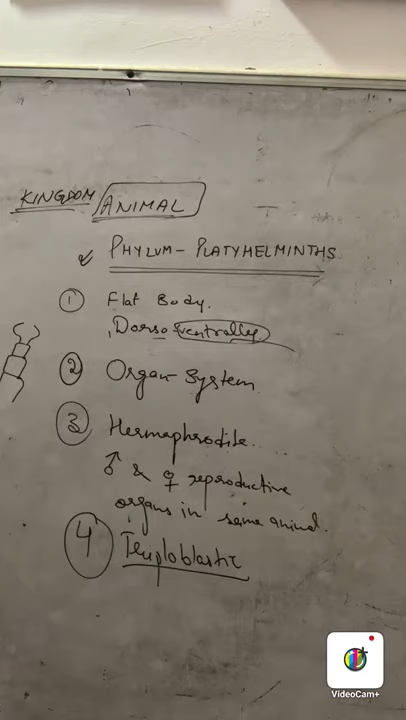 KINGDOM ANIMAL
PHYLUM - PLATYHELMINTHS
① Flat Body.
Dorso ventrally.
② Organ-System
③ Hermaphrodite...
♂ & ♀ reproductive
organs in same animal.
④ Truploblastic
VideoCam+